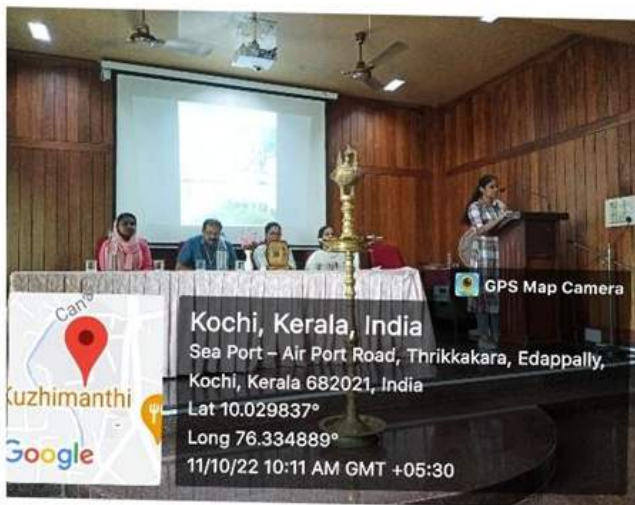 GPS Map Camera
Can
Kuzhimanthi
Google
Kochi, Kerala, India
Sea Port – Air Port Road, Thrikkakara, Edappally,
Kochi, Kerala 682021, India
Lat 10.029837°
Long 76.334889°
11/10/22 10:11 AM GMT +05:30